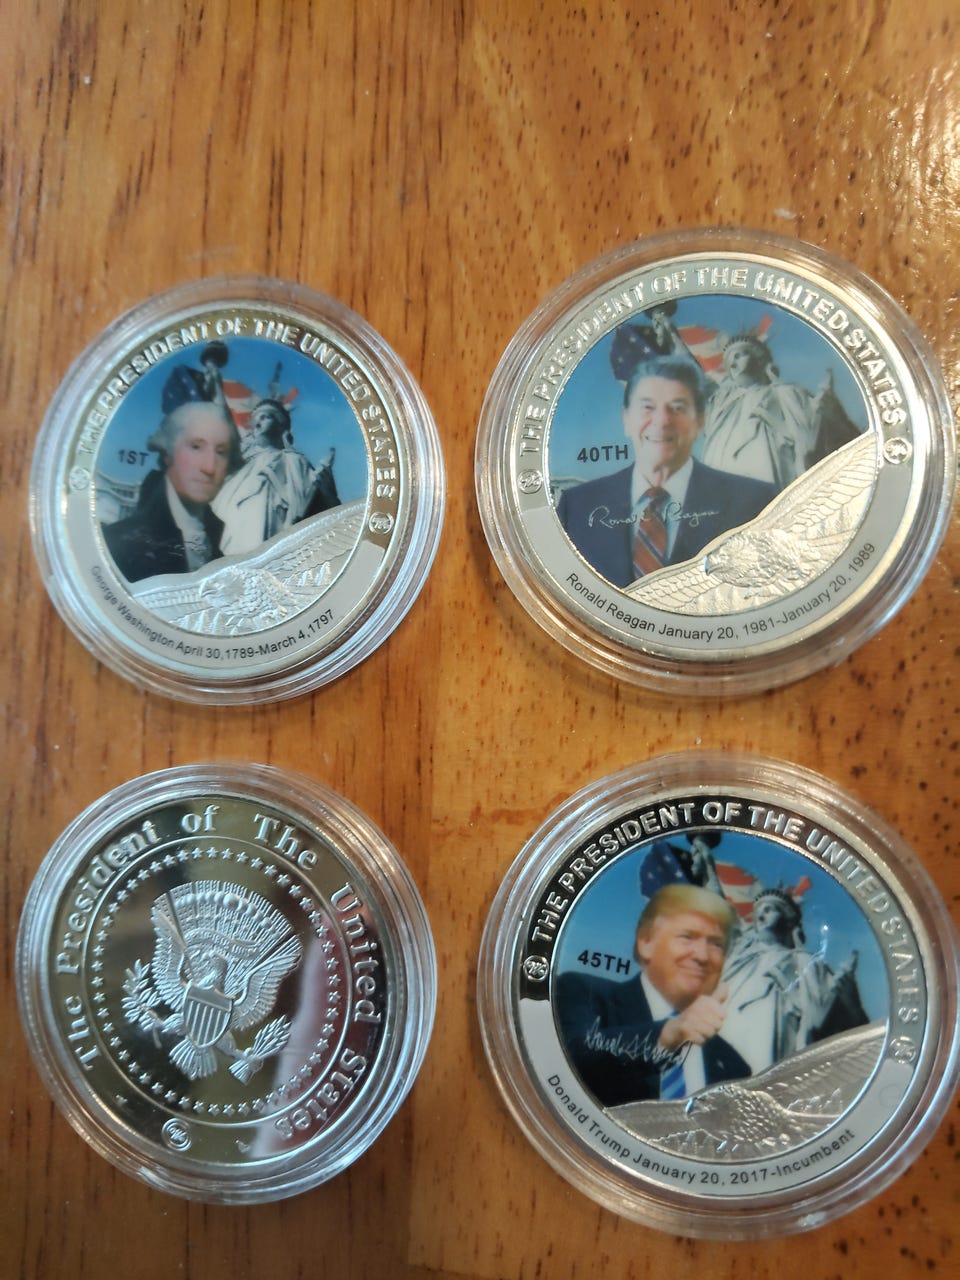 THE PRESIDENT OF THE UNITED STATES
1ST
George Washington April 30,1789-March 4,1797
THE PRESIDENT OF THE UNITED STATES
40TH
Ronald Reagan
Ronald Reagan January 20, 1981-January 20, 1989
The President of The United States
THE PRESIDENT OF THE UNITED STATES
45TH
Donald Trump January 20, 2017-Incumbent